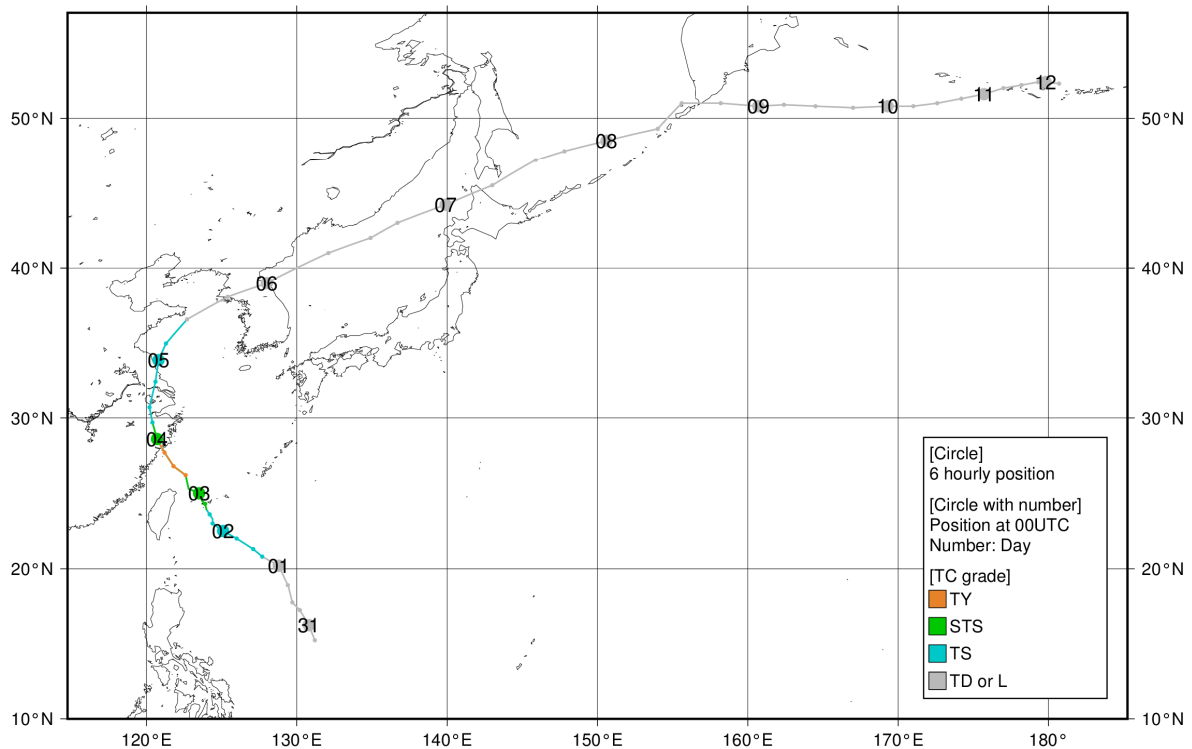 50°N
40°N
30°N
20°N
10°N
50°N
40°N
30°N
20°N
10°N
120°E
130°E
140°E
150°E
160°E
170°E
180°
12
11
10
09
08
07
06
05
04
03
02
01
31
[Circle]
6 hourly position
[Circle with number]
Position at 00UTC
Number: Day
[TC grade]
TY
STS
TS
TD or L